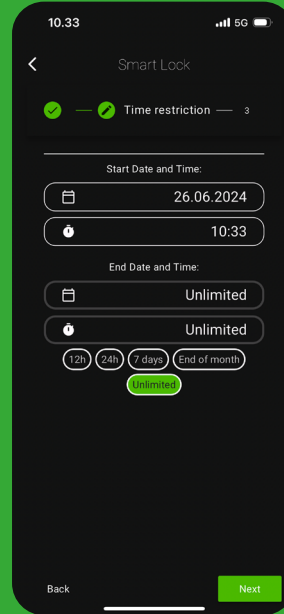 10.33 5G
Smart Lock
Time restriction 3
Start Date and Time:
26.06.2024
10:33
End Date and Time:
Unlimited
Unlimited
12h 24h 7 days End of month
Unlimited
Back Next